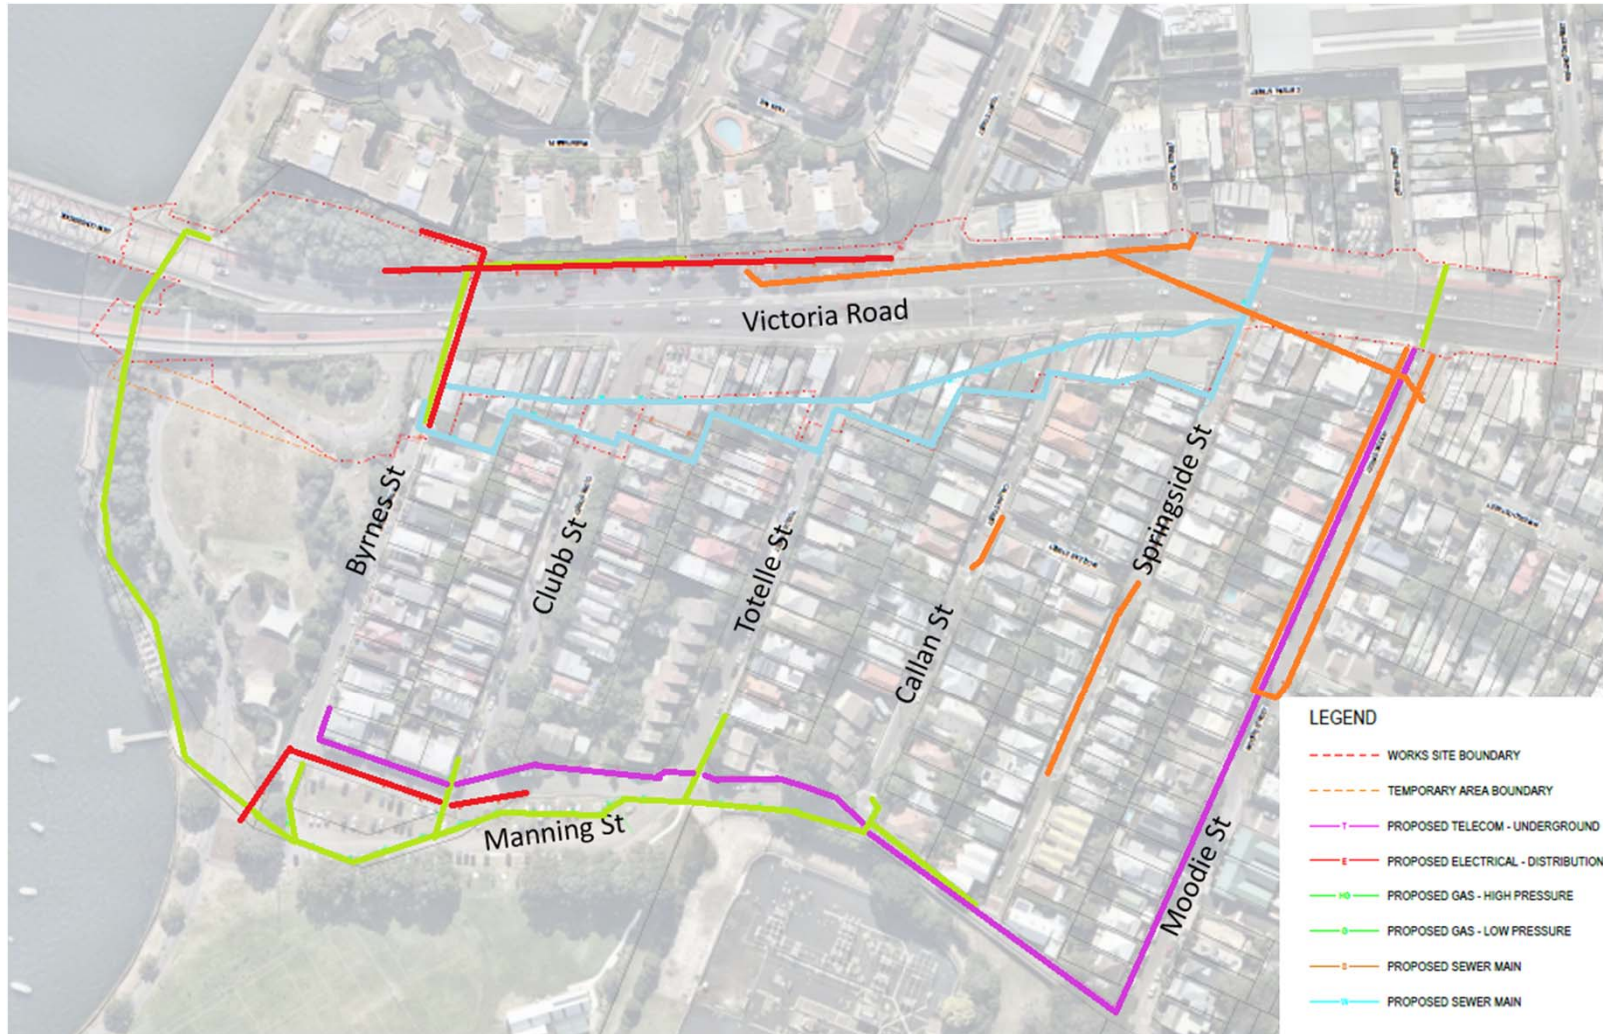 Victoria Road
Byrnes St
Clubb St
Totelle St
Callan St
Springside St
Moodie St
Manning St
LEGEND
WORKS SITE BOUNDARY
TEMPORARY AREA BOUNDARY
T PROPOSED TELECOM - UNDERGROUND
E PROPOSED ELECTRICAL - DISTRIBUTION
HG PROPOSED GAS - HIGH PRESSURE
G PROPOSED GAS - LOW PRESSURE
S PROPOSED SEWER MAIN
W PROPOSED SEWER MAIN